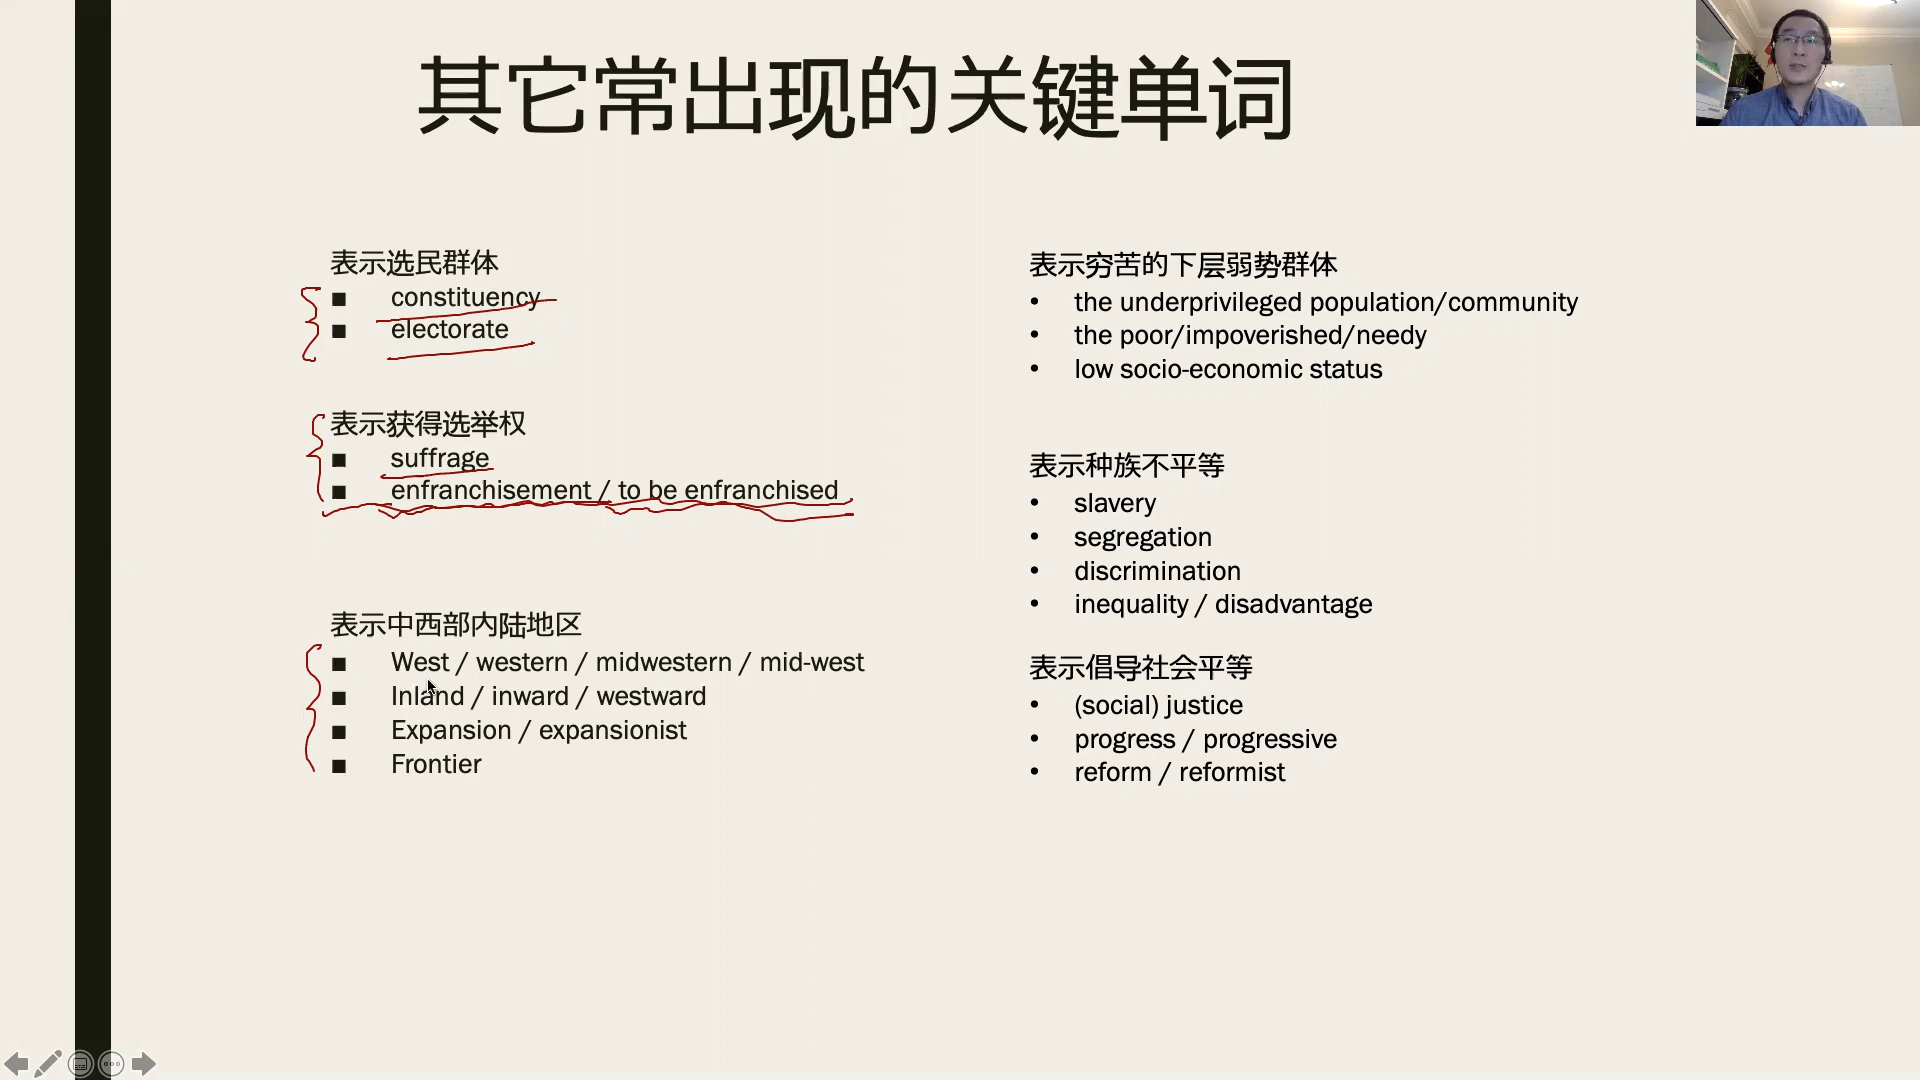 其它常出现的关键单词
表示选民群体
■ constituency
■ electorate
表示获得选举权
■ suffrage
■ enfranchisement / to be enfranchised
表示中西部内陆地区
■ West / western / midwestern / mid-west
■ Inland / inward / westward
■ Expansion / expansionist
■ Frontier
表示穷苦的下层弱势群体
• the underprivileged population/community
• the poor/impoverished/needy
• low socio-economic status
表示种族不平等
• slavery
• segregation
• discrimination
• inequality / disadvantage
表示倡导社会平等
• (social) justice
• progress / progressive
• reform / reformist